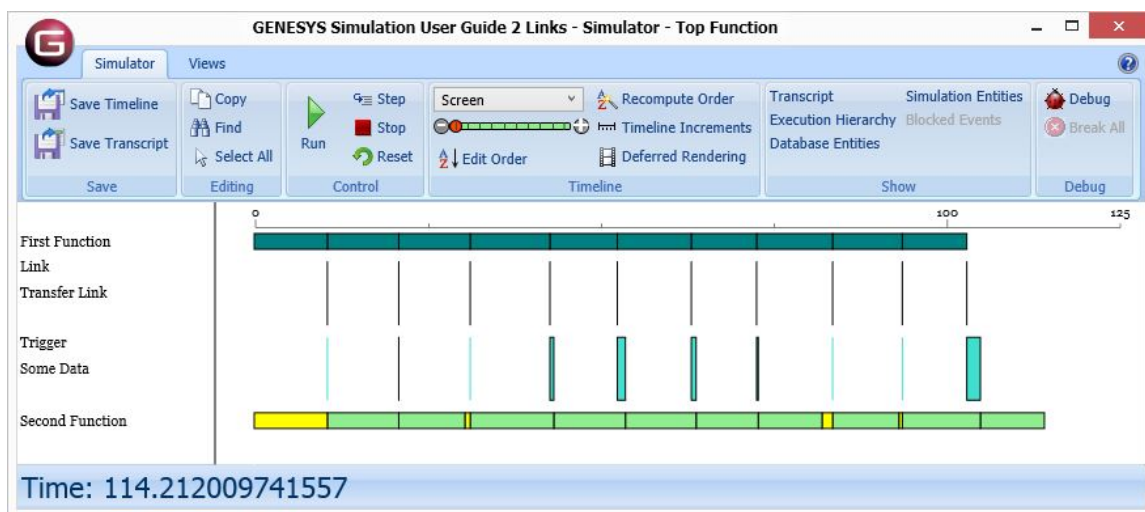 GENESYS Simulation User Guide 2 Links - Simulator - Top Function
G
Simulator Views
Save Timeline
Save Transcript
Save
Copy
Find
Select All
Editing
Run
Step
Stop
Reset
Control
Screen
Edit Order
Recompute Order
Timeline Increments
Deferred Rendering
Timeline
Transcript
Execution Hierarchy
Database Entities
Simulation Entities
Blocked Events
Show
Debug
Break All
Debug
0 100 125
First Function
Link
Transfer Link
Trigger
Some Data
Second Function
Time: 114.212009741557